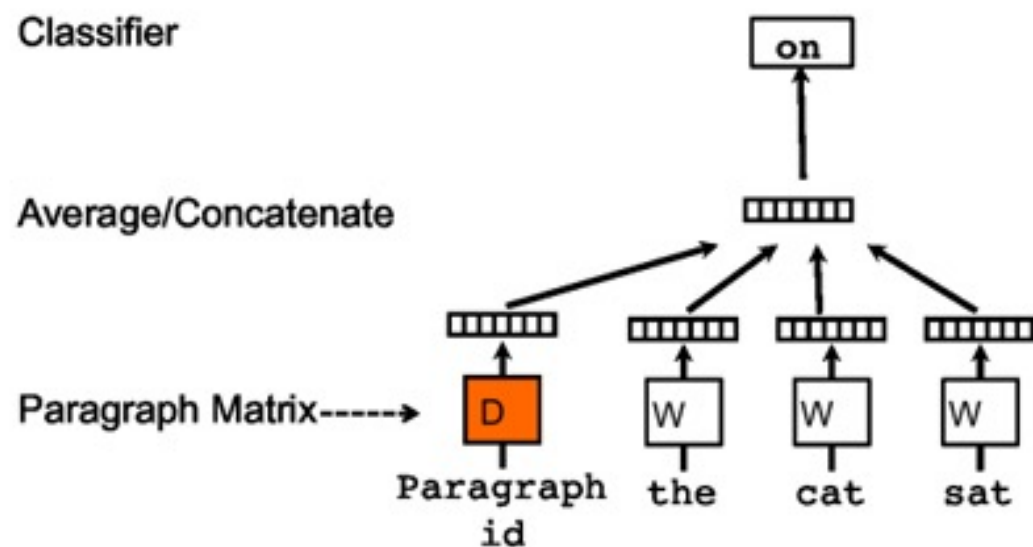 Classifier
on
Average/Concatenate
Paragraph Matrix
D
W
W
W
Paragraph
id
the
cat
sat